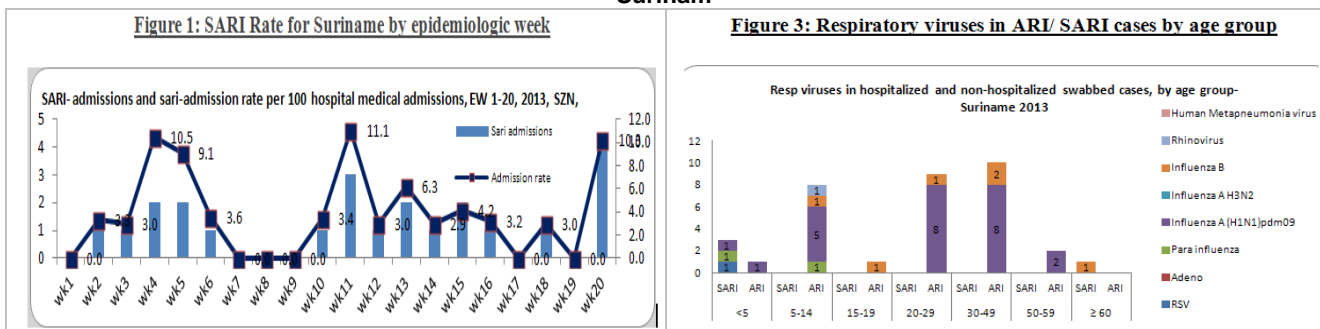 Surinam
Figure 1: SARI Rate for Suriname by epidemiologic week
SARI- admissions and sari-admission rate per 100 hospital medical admissions, EW 1-20, 2013, SZN,
5
4
3
2
1
0
12.0
10.0
8.0
6.0
4.0
2.0
0.0
Sari admissions
Admission rate
0.0
3.0
10.5
9.1
3.6
0.0
3.4
11.1
3.0
6.3
2.9
4.2
3.2
3.0
0.0
wk1
wk2
wk3
wk4
wk5
wk6
wk7
wk8
wk9
wk10
wk11
wk12
wk13
wk14
wk15
wk16
wk17
wk18
wk19
wk20
Figure 3: Respiratory viruses in ARI/ SARI cases by age group
Resp viruses in hospitalized and non-hospitalized swabbed cases, by age group-
Suriname 2013
12
10
8
6
4
2
0
1
1
1
1
1
1
5
1
1
1
8
2
8
2
1
SARI ARI SARI ARI SARI ARI SARI ARI SARI ARI SARI ARI SARI ARI
<5 5-14 15-19 20-29 30-49 50-59 ≥ 60
Human Metapneumonia virus
Rhinovirus
Influenza B
Influenza A H3N2
Influenza A (H1N1)pdm09
Para influenza
Adeno
RSV